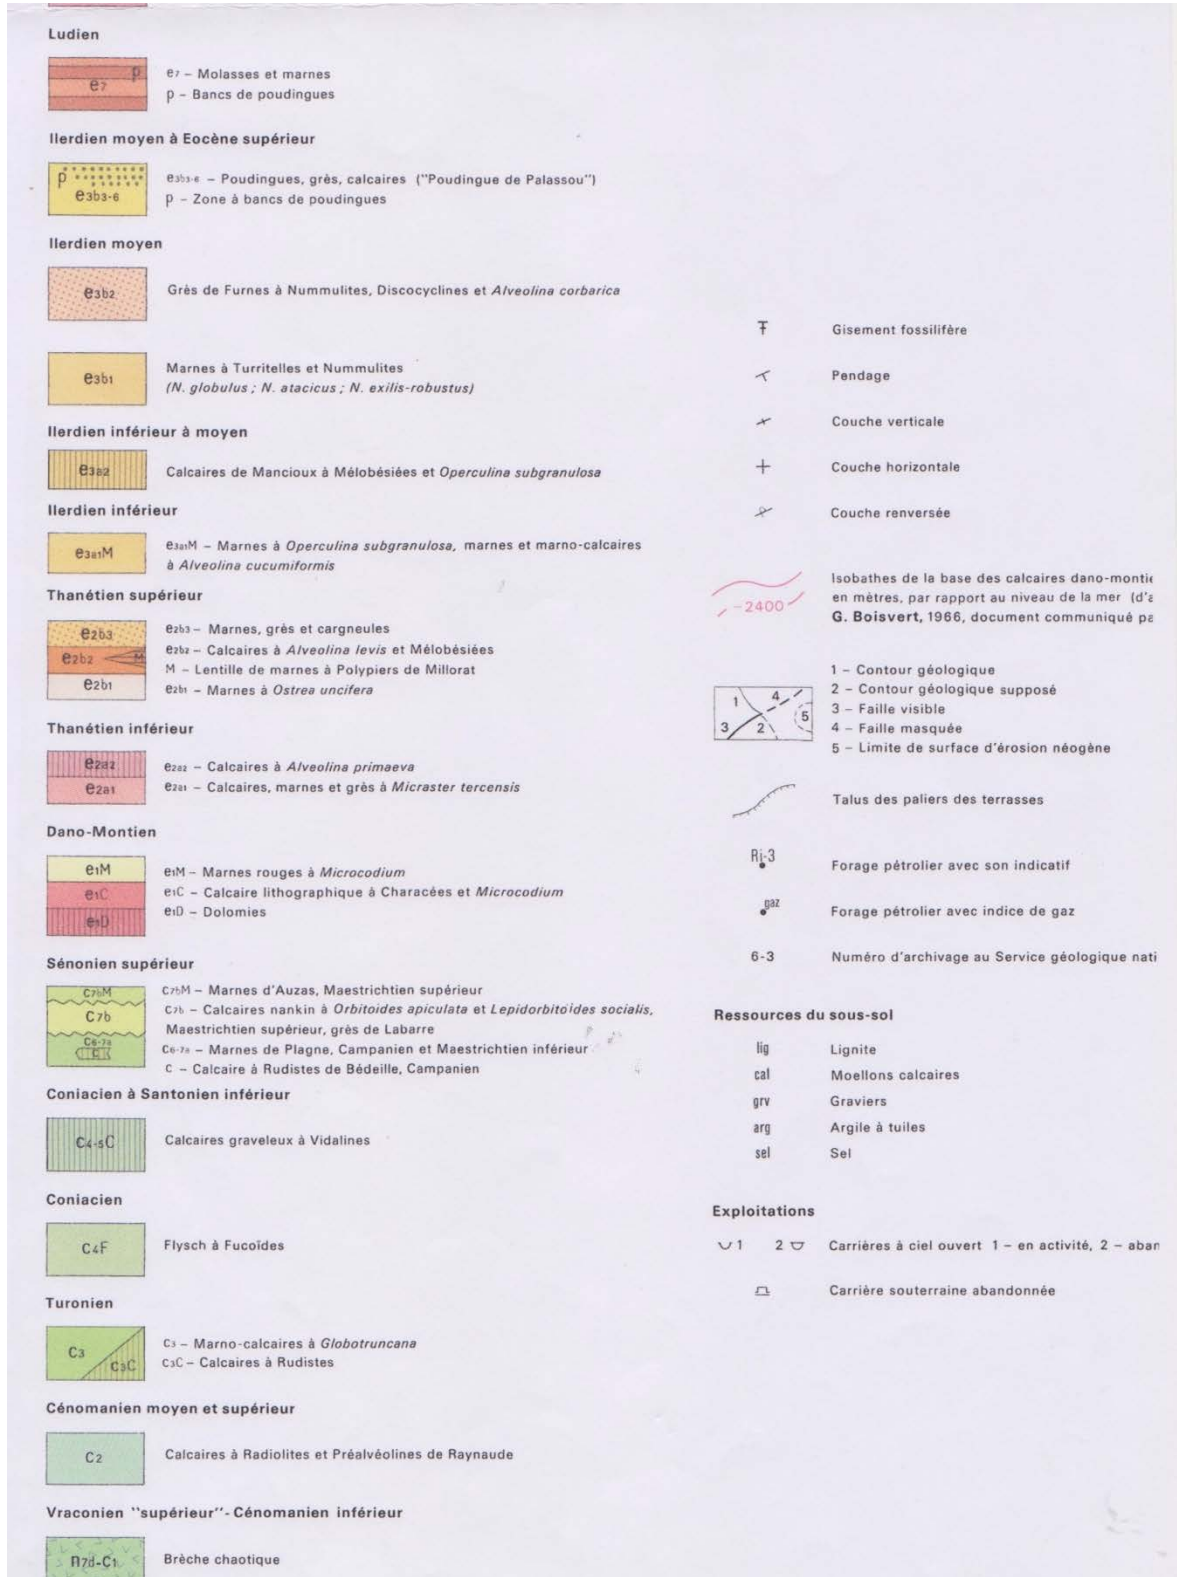 Ludien
e7
p
e7 – Molasses et marnes
p – Bancs de poudingues
Ilerdien moyen à Eocène supérieur
p
e3b3-6
e3b3-6 – Poudingues, grès, calcaires ("Poudingue de Palassou")
p – Zone à bancs de poudingues
Ilerdien moyen
e3b2
Grès de Furnes à Nummulites, Discocyclines et Alveolina corbarica
e3b1
Marnes à Turritelles et Nummulites
(N. globulus ; N. atacicus ; N. exilis-robustus)
Ilerdien inférieur à moyen
e3a2
Calcaires de Mancioux à Mélobésiées et Operculina subgranulosa
Ilerdien inférieur
e3a1M
e3a1M – Marnes à Operculina subgranulosa, marnes et marno-calcaires
à Alveolina cucumiformis
Thanétien supérieur
e2b3
e2b2
M
e2b1
e2b3 – Marnes, grès et cargneules
e2b2 – Calcaires à Alveolina levis et Mélobésiées
M – Lentille de marnes à Polypiers de Millorat
e2b1 – Marnes à Ostrea uncifera
Thanétien inférieur
e2a2
e2a1
e2a2 – Calcaires à Alveolina primaeva
e2a1 – Calcaires, marnes et grès à Micraster tercensis
Dano-Montien
e1M
e1C
e1D
e1M – Marnes rouges à Microcodium
e1C – Calcaire lithographique à Characées et Microcodium
e1D – Dolomies
Sénonien supérieur
C7bM
C7b
C6-7a
C
C7bM – Marnes d'Auzas, Maestrichtien supérieur
C7b – Calcaires nankin à Orbitoides apiculata et Lepidorbitoides socialis,
Maestrichtien supérieur, grès de Labarre
C6-7a – Marnes de Plagne, Campanien et Maestrichtien inférieur
C – Calcaire à Rudistes de Bédeille, Campanien
Coniacien à Santonien inférieur
C4-5C
Calcaires graveleux à Vidalines
Coniacien
C4F
Flysch à Fucoïdes
Turonien
C3
C3C
C3 – Marno-calcaires à Globotruncana
C3C – Calcaires à Rudistes
Cénomanien moyen et supérieur
C2
Calcaires à Radiolites et Préalvéolines de Raynaude
Vraconien "supérieur"- Cénomanien inférieur
n7d-C1
Brèche chaotique
Gisement fossilifère
Pendage
Couche verticale
Couche horizontale
Couche renversée
-2400
Isobathes de la base des calcaires dano-montie
en mètres, par rapport au niveau de la mer (d'a
G. Boisvert, 1966, document communiqué pa
1
4
5
3
2
1 – Contour géologique
2 – Contour géologique supposé
3 – Faille visible
4 – Faille masquée
5 – Limite de surface d'érosion néogène
Talus des paliers des terrasses
Ri-3
Forage pétrolier avec son indicatif
gaz
Forage pétrolier avec indice de gaz
6-3
Numéro d'archivage au Service géologique nati
Ressources du sous-sol
lig Lignite
cal Moellons calcaires
grv Graviers
arg Argile à tuiles
sel Sel
Exploitations
1 2 Carrières à ciel ouvert 1 – en activité, 2 – aban
Carrière souterraine abandonnée